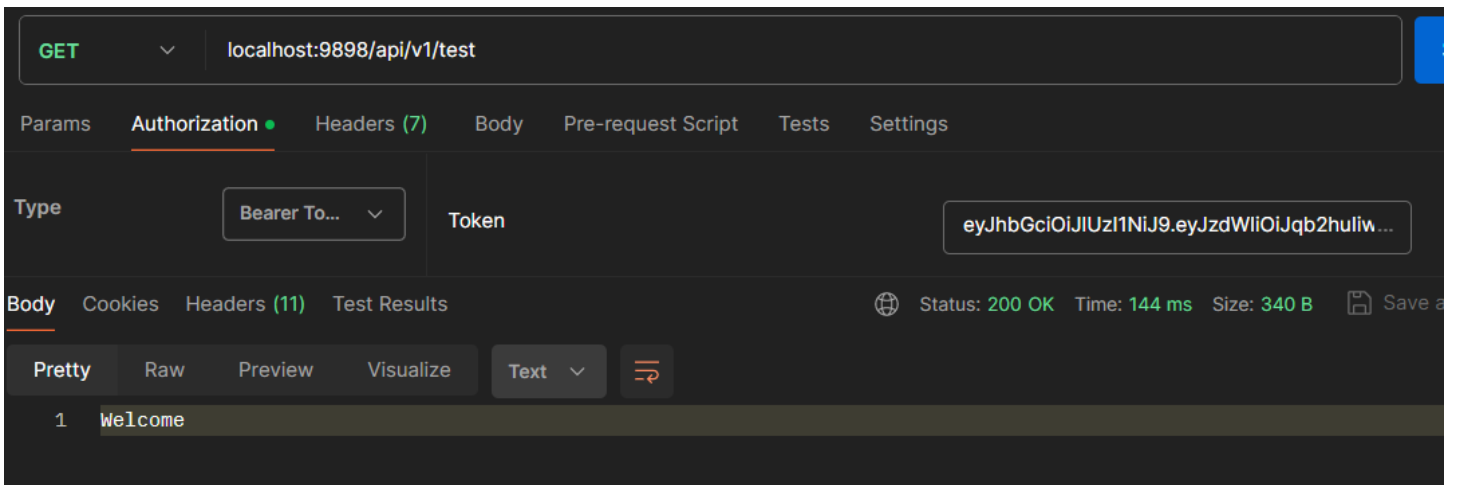 GET localhost:9898/api/v1/test
Params Authorization Headers (7) Body Pre-request Script Tests Settings
Type Bearer To... Token eyJhbGciOiJIUzI1NiJ9.eyJzdWIiOiJqb2huIiw...
Body Cookies Headers (11) Test Results Status: 200 OK Time: 144 ms Size: 340 B Save a
Pretty Raw Preview Visualize Text
1 Welcome